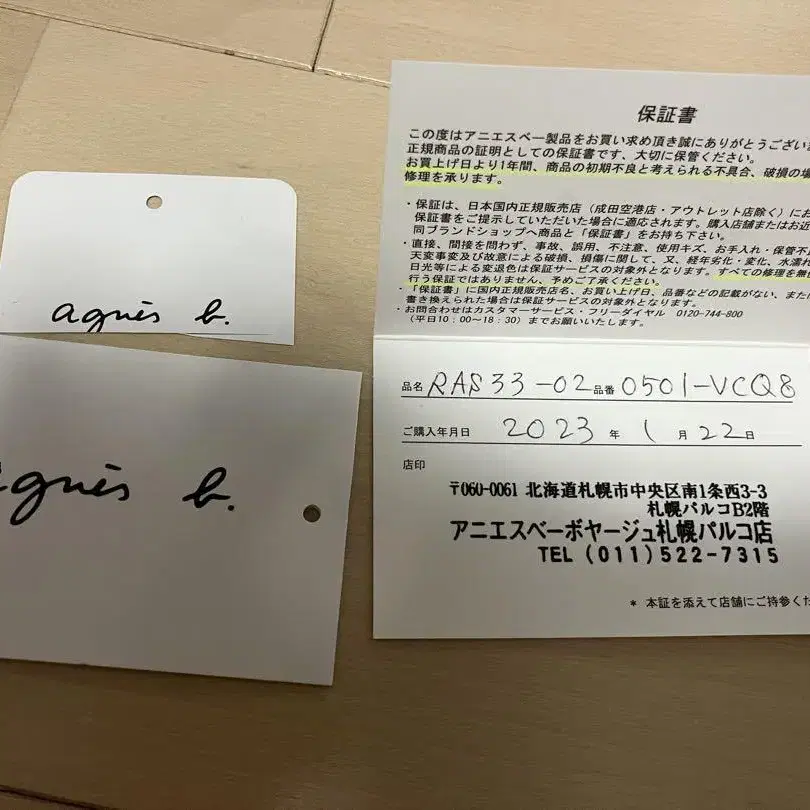 agnès b.
gnès b.
保証書
この度はアニエスベー製品をお買い求め頂き誠にありがとうござい
正規商品の証明としての保証書です、大切に保管ください。
お買上げ日より1年間、商品の初期不良と考えられる不具合、破損の場
修理を承ります。
・保証は、日本国内正規販売店（成田空港店・アウトレット店除く）にお
保証書をご提示していただいた場合に適応されます。購入店舗またはお近
同ブランドショップへ商品と「保証書」をお持ち下さい。
・直接、間接を問わず、事故、誤用、不注意、使用キズ、お手入れ・保管不
天変事変及び故意による破損、損傷に関して、又、経年劣化・変化、水濡れ
日光等による変退色は保証サービスの対象外となります。すべての修理を無
行う保証ではありません、予めご了承ください。
・「保証書」に国内正規販売店名、お買い上げ日、品番などの記載がない、また
書き換えられた場合は保証サービスの対象外となります。
・お問合わせはカスタマーサービス・フリーダイヤル 0120-744-800
（平日10：00〜18：30）までお願いいたします。
品名 RAS33-02 品番 0501-VCQ8
ご購入年月日 2023 年 1 月 22 日
店印
〒060-0061 北海道札幌市中央区南1条西3-3
札幌パルコB2階
アニエスベーボヤージュ札幌パルコ店
TEL (011)522-7315
* 本証を添えて店舗にご持参くだ